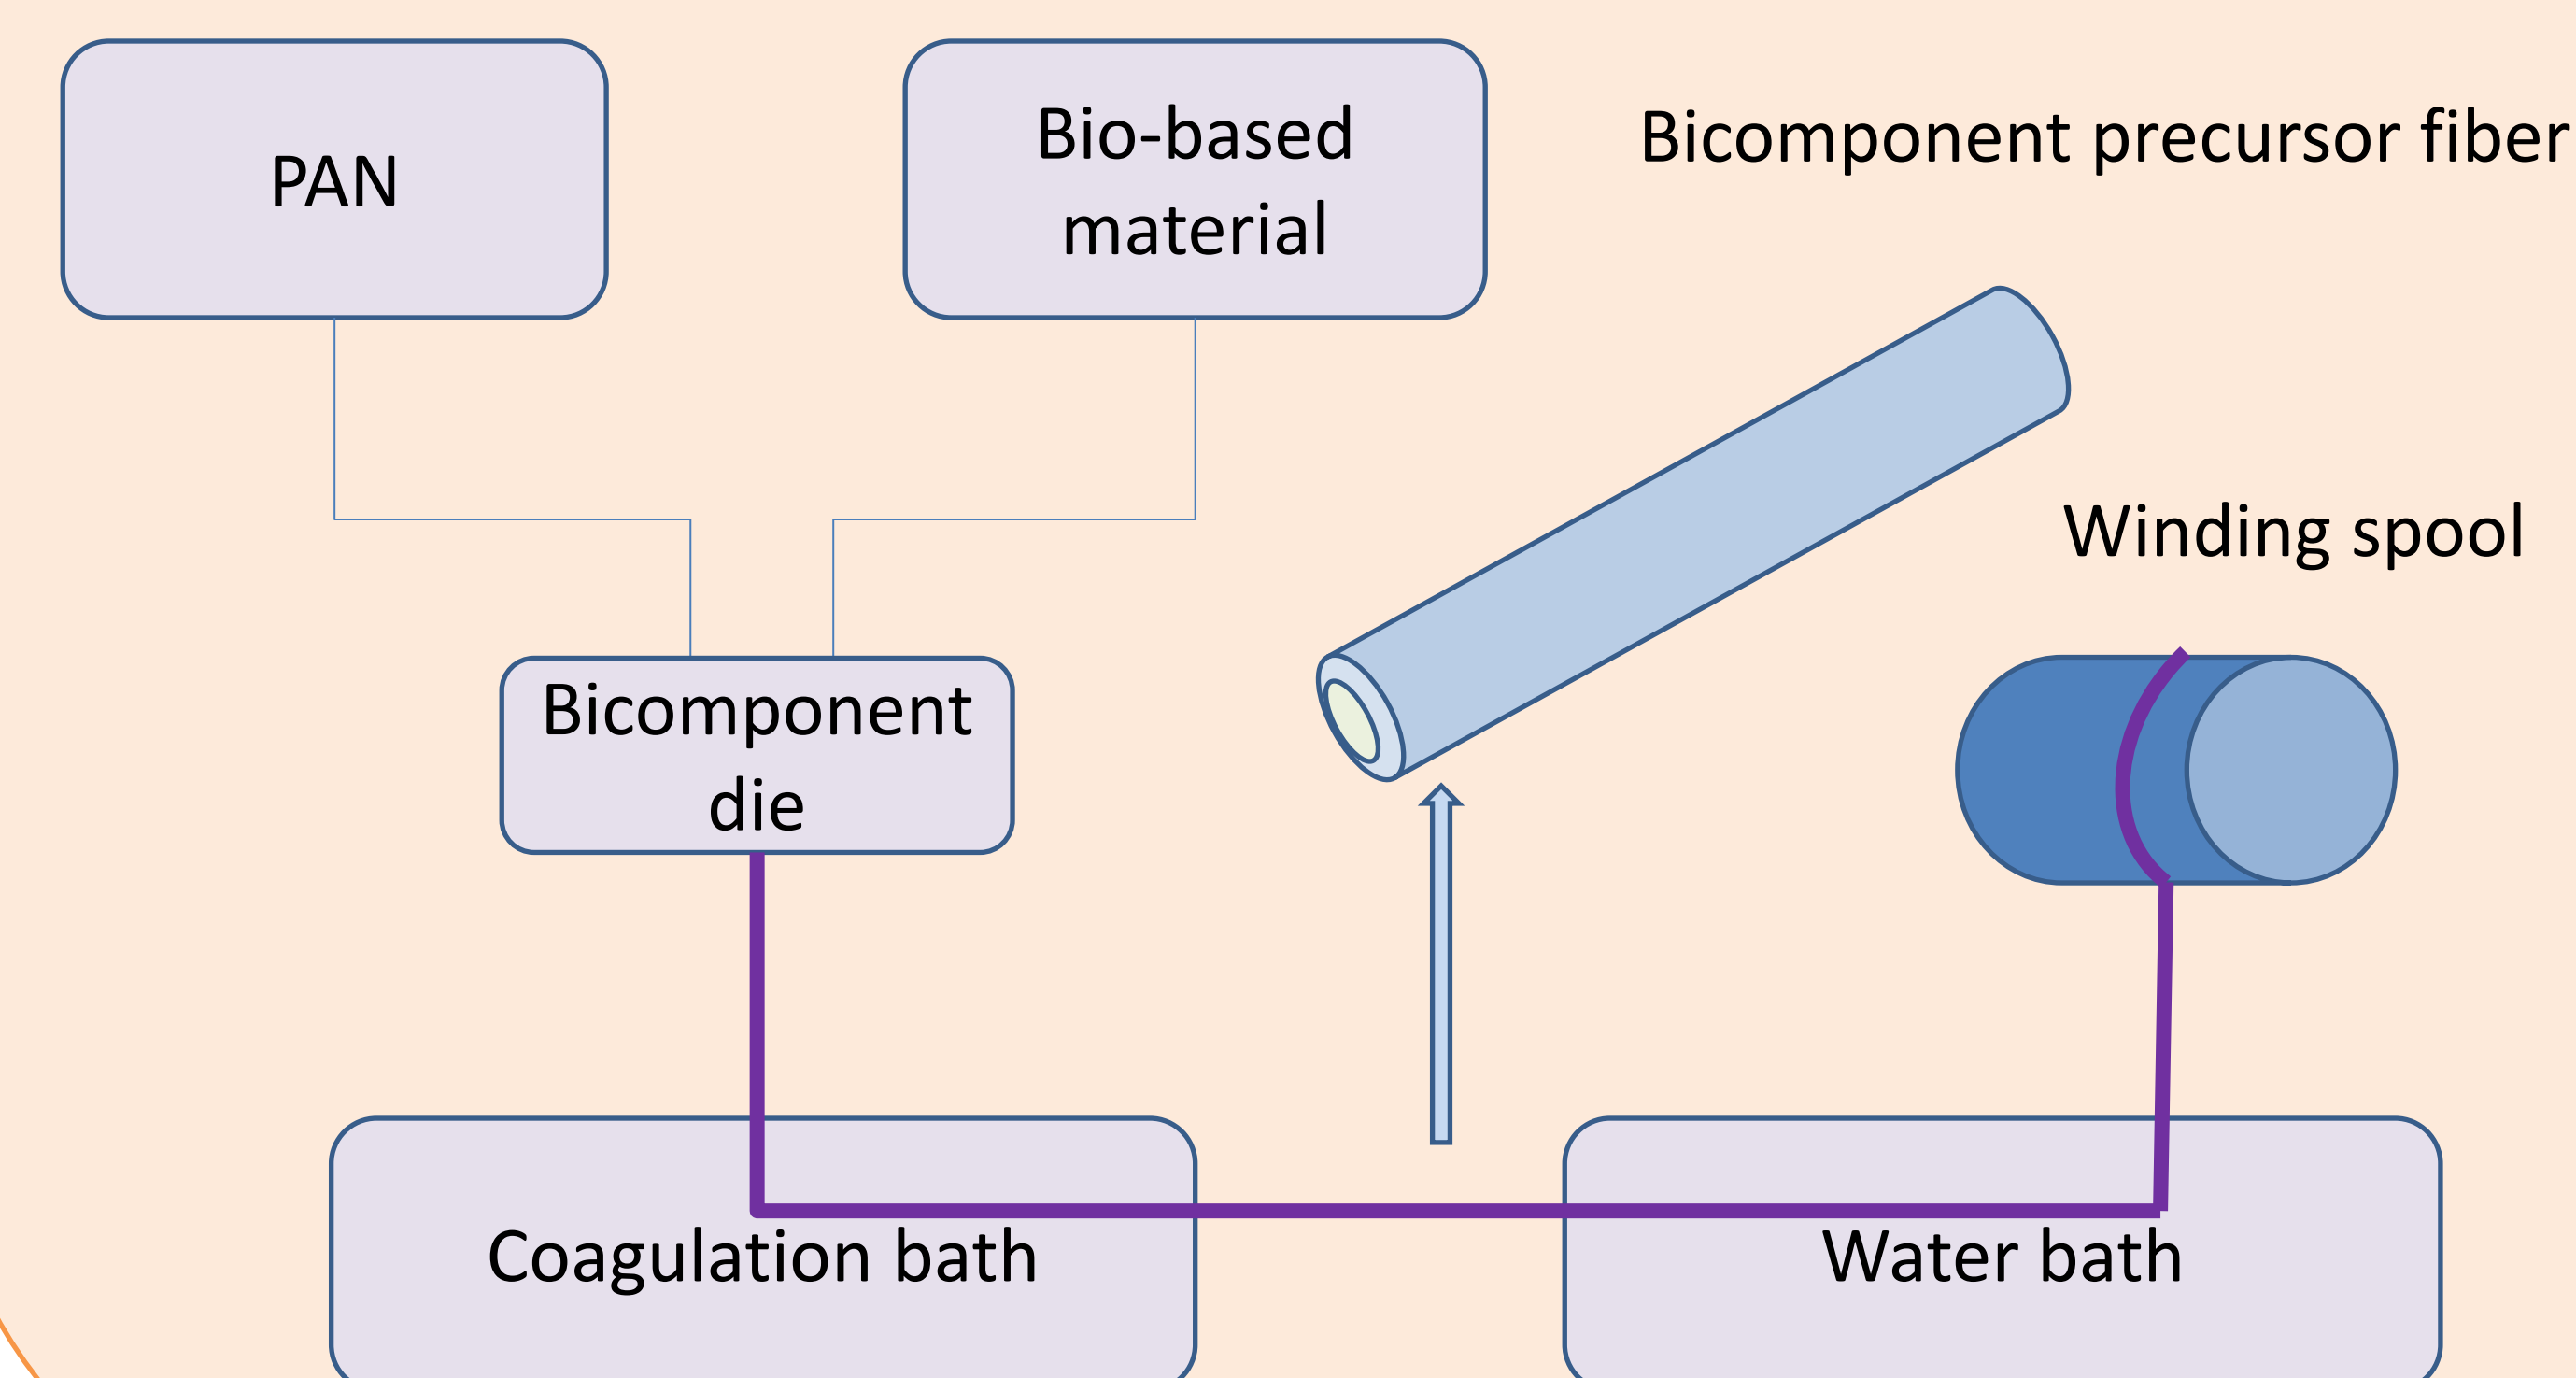 PAN
Bio-based
material
Bicomponent precursor fiber
Winding spool
Bicomponent
die
Coagulation bath
Water bath